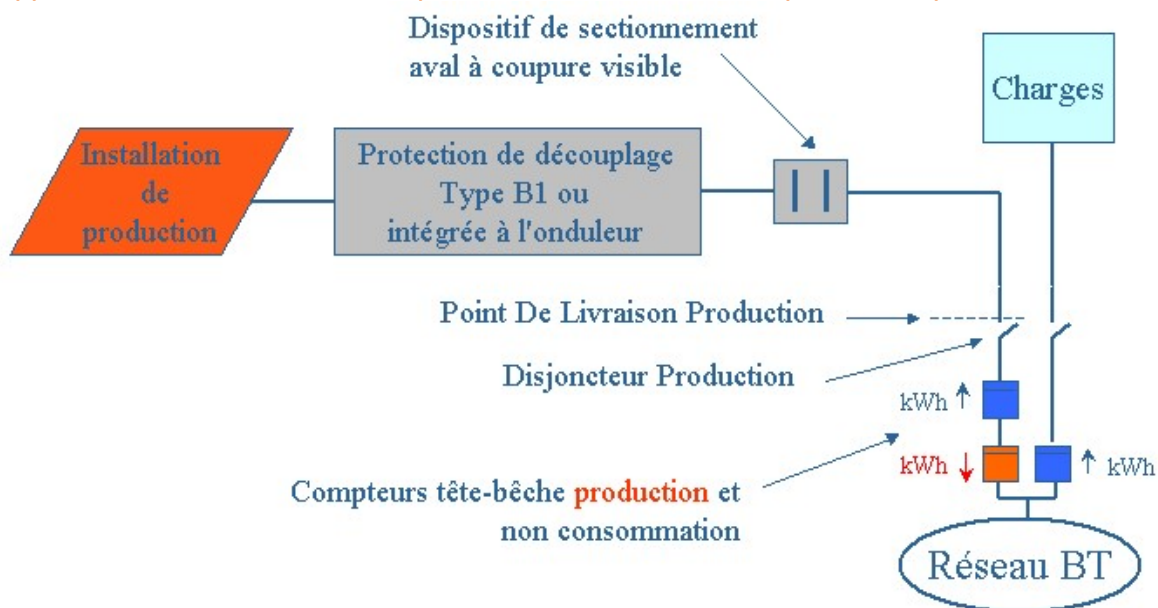 Dispositif de sectionnement
aval à coupure visible
Charges
Installation
de
production
Protection de découplage
Type B1 ou
intégrée à l'onduleur
Point De Livraison Production
Disjoncteur Production
kWh
kWh
kWh
Compteurs tête-bêche production et
non consommation
Réseau BT